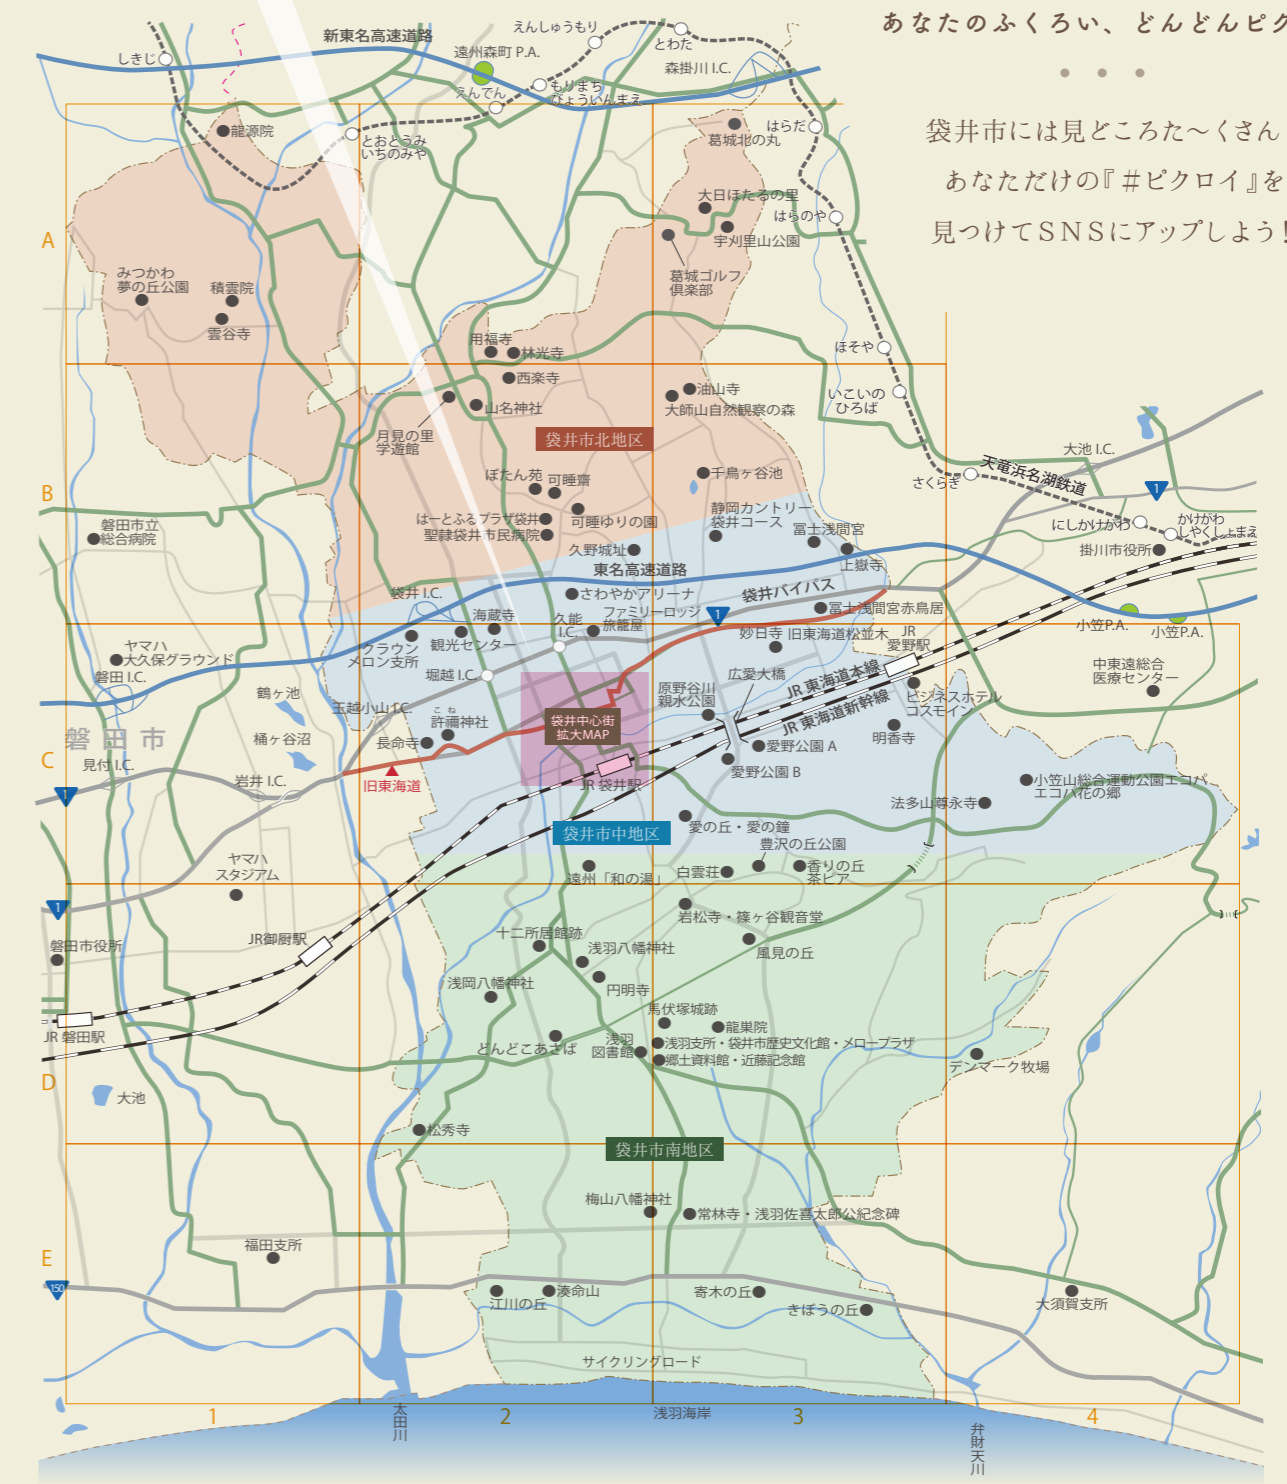 あなたのふくろい、どんどんピク
• • •
袋井市には見どころた〜くさん
あなただけの『#ピクロイ』を
見つけてSNSにアップしよう!
新東名高速道路
しきじ
遠州森町 P.A.
えんでん
えんしゅうもり
とわた
森掛川 I.C.
もりまち
びょういんまえ
とおとうみ
いちのみや
龍源院
葛城北の丸
はらだ
大日ほたるの里
はらのや
宇刈里山公園
葛城ゴルフ
倶楽部
A
みつかわ
夢の丘公園
積雲院
雲谷寺
用福寺
林光寺
ほそや
西楽寺
油山寺
いこいの
ひろば
山名神社
大師山自然観察の森
月見の里
学遊館
袋井市北地区
大池 I.C.
天竜浜名湖鉄道
さくらぎ
1
B
ぼたん苑
可睡齋
千鳥ヶ谷池
はーとふるプラザ袋井
可睡ゆりの園
聖隷袋井市民病院
静岡カントリー
袋井コース
冨士浅間宮
にしかけがわ
かけがわ
しやくしょまえ
掛川市役所
磐田市立
総合病院
久野城址
上嶽寺
東名高速道路
袋井 I.C.
さわやかアリーナ
袋井バイパス
冨士浅間宮赤鳥居
海蔵寺
久能
I.C.
ファミリーロッジ
旅籠屋
1
小笠P.A.
小笠P.A.
クラウン
メロン支所
観光センター
妙日寺
旧東海道松並木
JR
愛野駅
ヤマハ
大久保グラウンド
磐田 I.C.
堀越 I.C.
広愛大橋
JR 東海道本線
中東遠総合
医療センター
鶴ヶ池
玉越小山 I.C.
こね
許禰神社
袋井中心街
拡大MAP
原野谷川
親水公園
JR 東海道新幹線
ビジネスホテル
コスモイン
磐田市
桶ヶ谷沼
長命寺
愛野公園 A
明香寺
C
見付 I.C.
岩井 I.C.
旧東海道
JR 袋井駅
愛野公園 B
小笠山総合運動公園エコパ
エコパ花の郷
1
法多山尊永寺
袋井市中地区
愛の丘・愛の鐘
豊沢の丘公園
ヤマハ
スタジアム
遠州「和の湯」
白雲荘
香りの丘
茶ピア
1
岩松寺・篠ヶ谷観音堂
磐田市役所
JR御厨駅
十二所居館跡
浅羽八幡神社
風見の丘
浅岡八幡神社
円明寺
馬伏塚城跡
JR 磐田駅
どんどこあさば
浅羽
図書館
龍巣院
浅羽支所・袋井市歴史文化館・メロープラザ
郷土資料館・近藤記念館
デンマーク牧場
D
大池
松秀寺
袋井市南地区
梅山八幡神社
常林寺・浅羽佐喜太郎公紀念碑
福田支所
E
150
江川の丘
湊命山
寄木の丘
きぼうの丘
大須賀支所
サイクリングロード
1
太田川
2
浅羽海岸
3
弁財天川
4